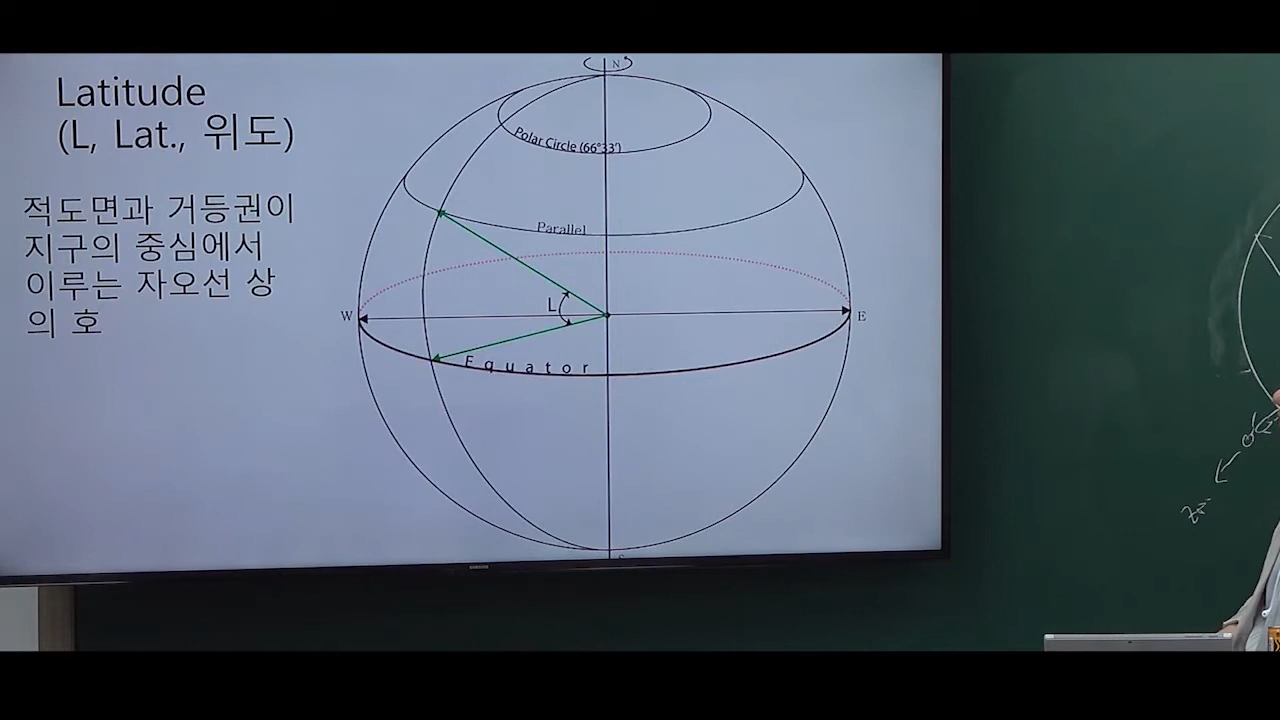 Latitude
(L, Lat., 위도)
적도면과 거등권이
지구의 중심에서
이루는 자오선 상
의 호
N
Polar Circle (66°33')
Parallel
L
W
E
Equator
S
SAMSUNG